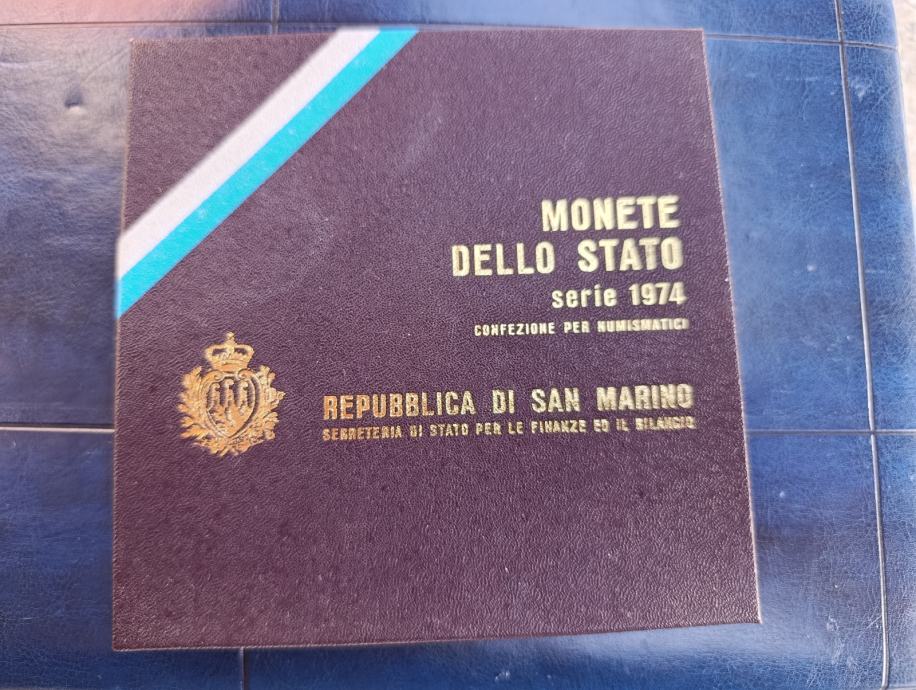 MONETE
DELLO STATO
serie 1974
CONFEZIONE PER NUMISMATICI
REPUBBLICA DI SAN MARINO
SEGRETERIA DI STATO PER LE FINANZE ED IL BILANCIO